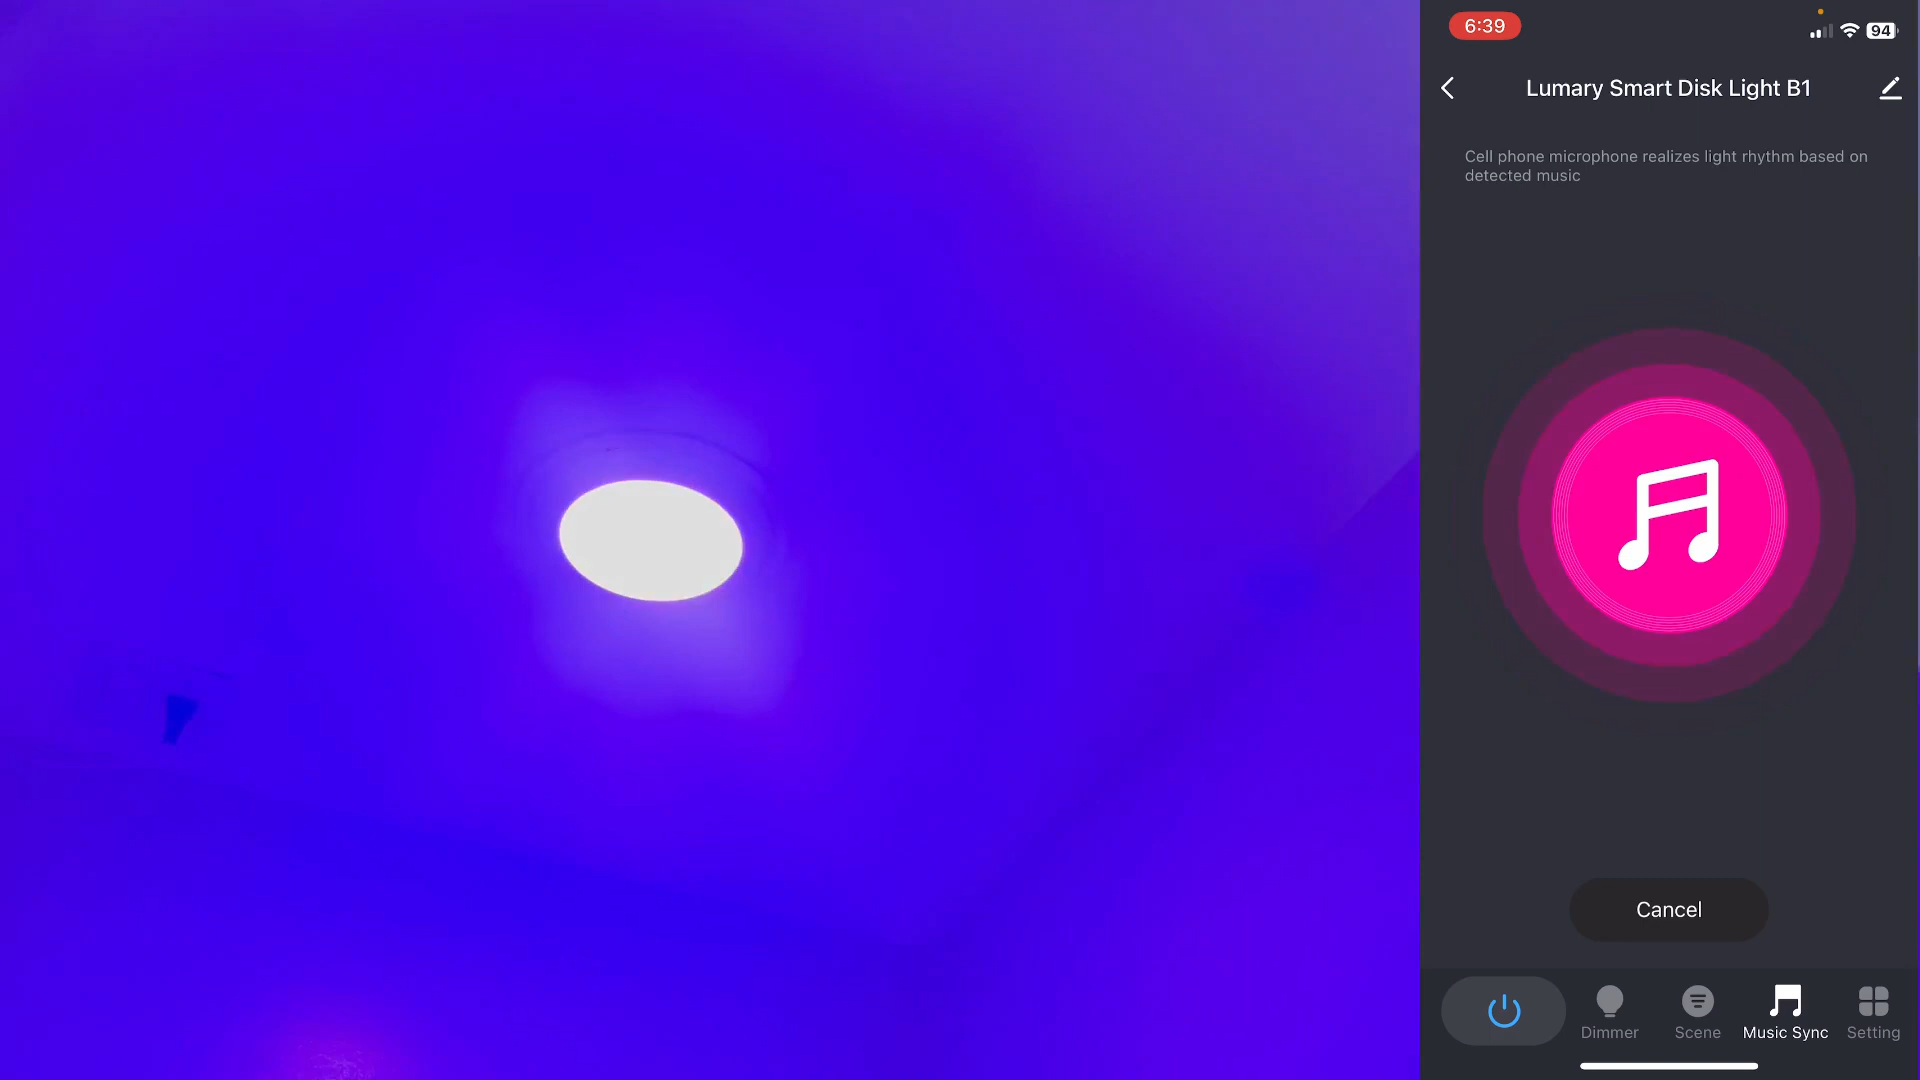 6:39
94
Lumary Smart Disk Light B1
Cell phone microphone realizes light rhythm based on
detected music
Cancel
Dimmer
Scene
Music Sync
Setting